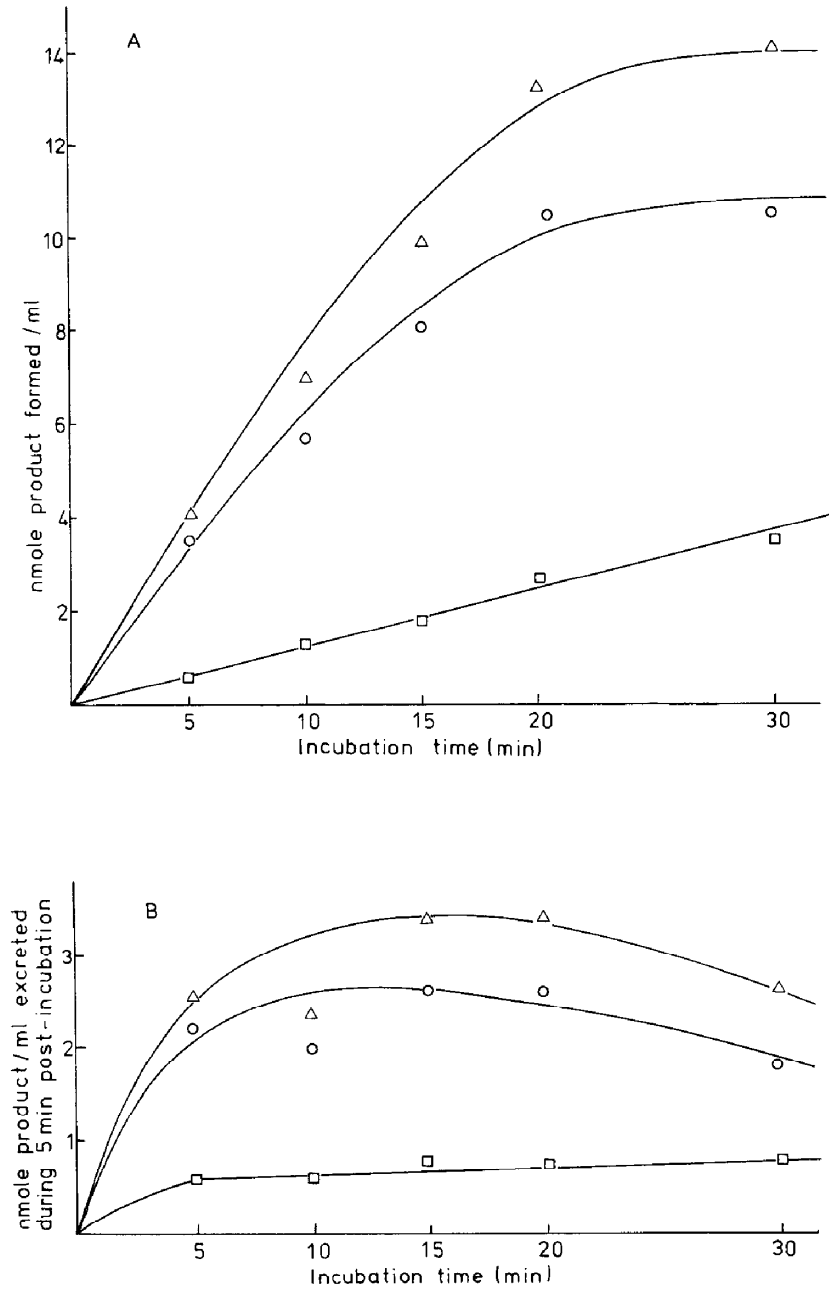 A
14
12
10
8
6
4
2
nmole product formed /ml
5 10 15 20 30
Incubation time (min)
B
3
2
1
nmole product/ml excreted
during 5 min post-incubation
5 10 15 20 30
Incubation time (min)